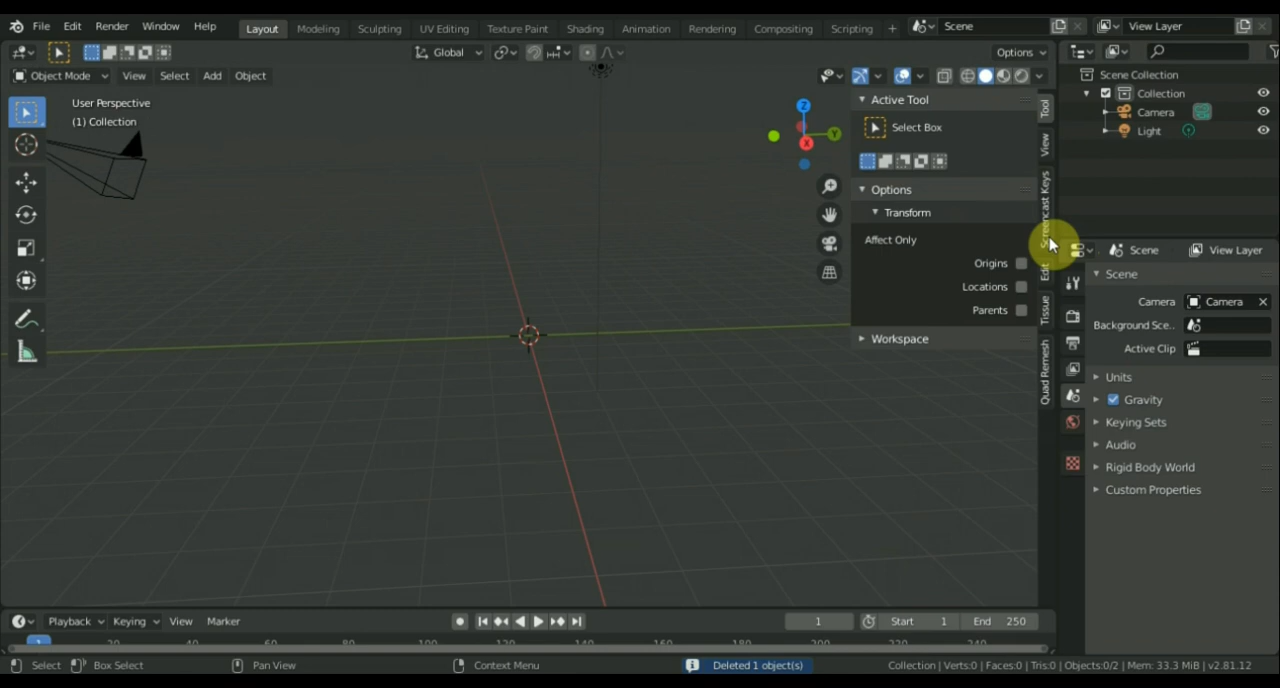 File Edit Render Window Help Layout Modeling Sculpting UV Editing Texture Paint Shading Animation Rendering Compositing Scripting + Scene View Layer
Global Options
Object Mode View Select Add Object
User Perspective
(1) Collection
Z
Y
X
Active Tool
Select Box
Options
Transform
Affect Only
Origins
Locations
Parents
Workspace
Tool
View
Screencast Keys
Edit
Tissue
Quad Remesh
Scene Collection
Collection
Camera
Light
Scene View Layer
Scene
Camera Camera
Background Sce..
Active Clip
Units
Gravity
Keying Sets
Audio
Rigid Body World
Custom Properties
Playback Keying View Marker 1 Start 1 End 250
1 20 40 60 80 100 120 140 160 180 200 220 240
Select Box Select Pan View Context Menu Deleted 1 object(s) Collection | Verts:0 | Faces:0 | Tris:0 | Objects:0/2 | Mem: 33.3 MiB | v2.81.12